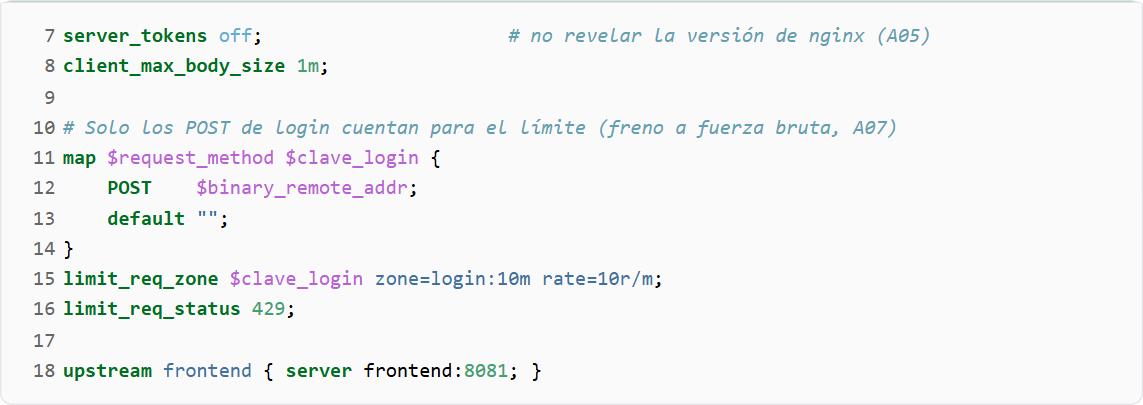 7 server_tokens off; # no revelar la versión de nginx (A05)
8 client_max_body_size 1m;
9
10 # Solo los POST de login cuentan para el límite (freno a fuerza bruta, A07)
11 map $request_method $clave_login {
12 POST $binary_remote_addr;
13 default "";
14 }
15 limit_req_zone $clave_login zone=login:10m rate=10r/m;
16 limit_req_status 429;
17
18 upstream frontend { server frontend:8081; }